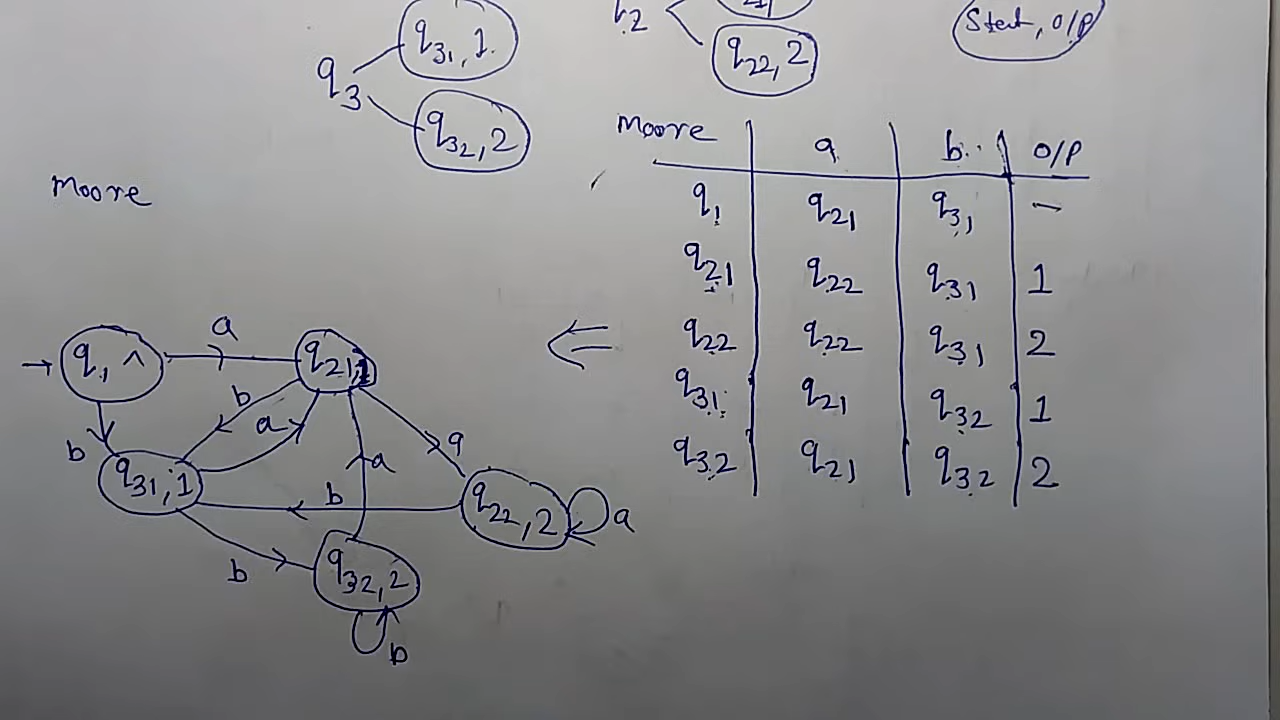 q3
q31, 1.
q32, 2
q2
q22, 2
State, O/P
Moore a b O/P
q1 q21 q31 —
q21 q22 q31 1
q22 q22 q31 2
q31 q21 q32 1
q32 q21 q32 2
Moore
q1 ^
a
q21, 1
b
a
b
q31, 1
a
a
b
q22, 2
a
b
q32, 2
b